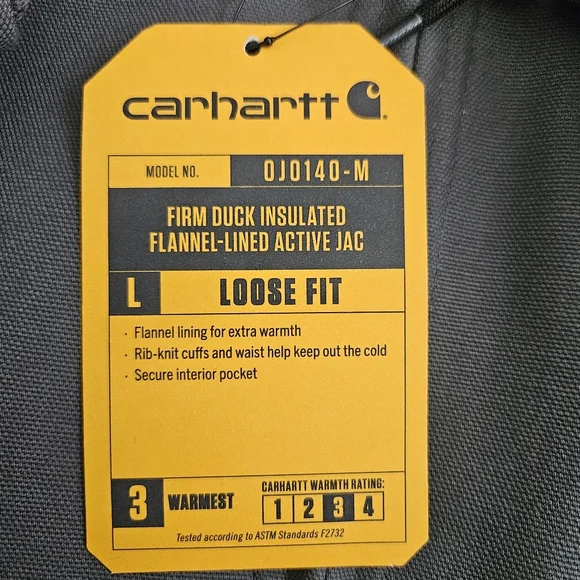 carhartt
MODEL NO. 0J0140-M
FIRM DUCK INSULATED
FLANNEL-LINED ACTIVE JAC
L LOOSE FIT
· Flannel lining for extra warmth
· Rib-knit cuffs and waist help keep out the cold
· Secure interior pocket
CARHARTT WARMTH RATING:
3 WARMEST 1 2 3 4
Tested according to ASTM Standards F2732